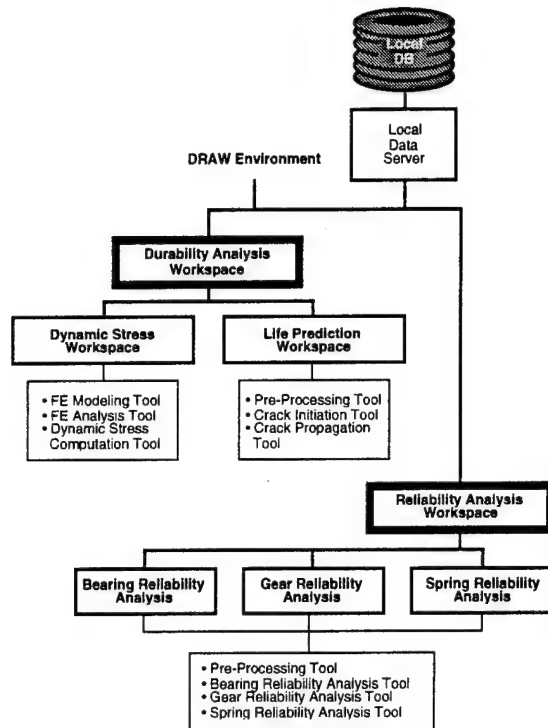 Local
DB
Local
Data
Server
DRAW Environment
Durability Analysis
Workspace
Dynamic Stress
Workspace
Life Prediction
Workspace
• FE Modeling Tool
• FE Analysis Tool
• Dynamic Stress
Computation Tool
• Pre-Processing Tool
• Crack Initiation Tool
• Crack Propagation
Tool
Reliability Analysis
Workspace
Bearing Reliability
Analysis
Gear Reliability
Analysis
Spring Reliability
Analysis
• Pre-Processing Tool
• Bearing Reliability Analysis Tool
• Gear Reliability Analysis Tool
• Spring Reliability Analysis Tool